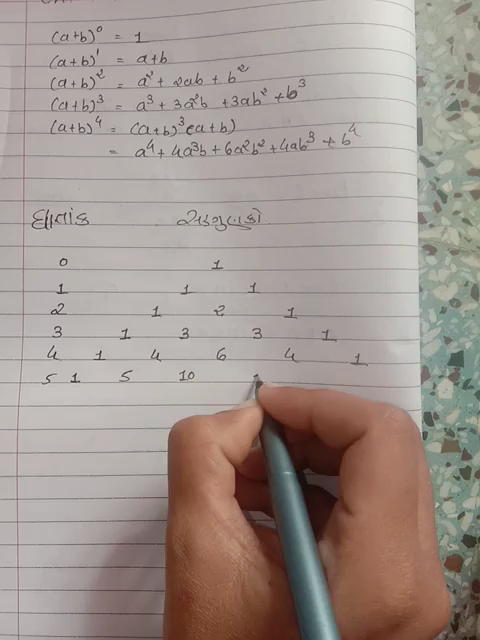 (a+b)⁰ = 1
(a+b)¹ = a+b
(a+b)² = a² + 2ab + b²
(a+b)³ = a³ + 3a²b + 3ab² + b³
(a+b)⁴ = (a+b)³(a+b)
= a⁴ + 4a³b + 6a²b² + 4ab³ + b⁴
ઘાતાંક સહગુણકો
0 1
1 1 1
2 1 2 1
3 1 3 3 1
4 1 4 6 4 1
5 1 5 10 1